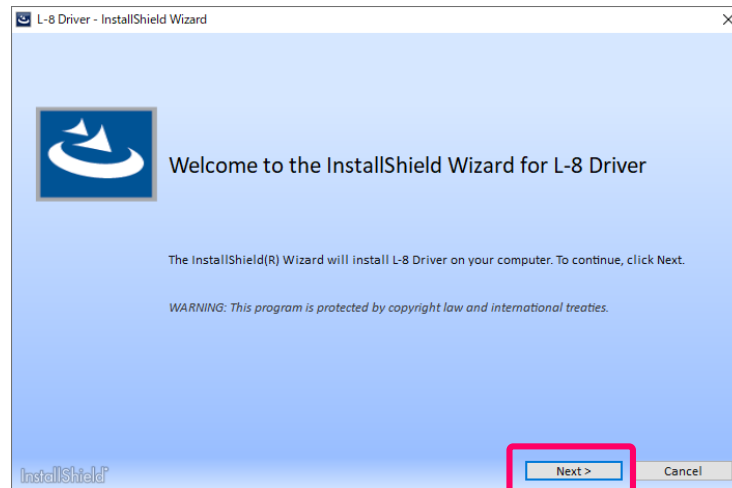 L-8 Driver - InstallShield Wizard
Welcome to the InstallShield Wizard for L-8 Driver
The InstallShield(R) Wizard will install L-8 Driver on your computer. To continue, click Next.
WARNING: This program is protected by copyright law and international treaties.
InstallShield
Next >
Cancel